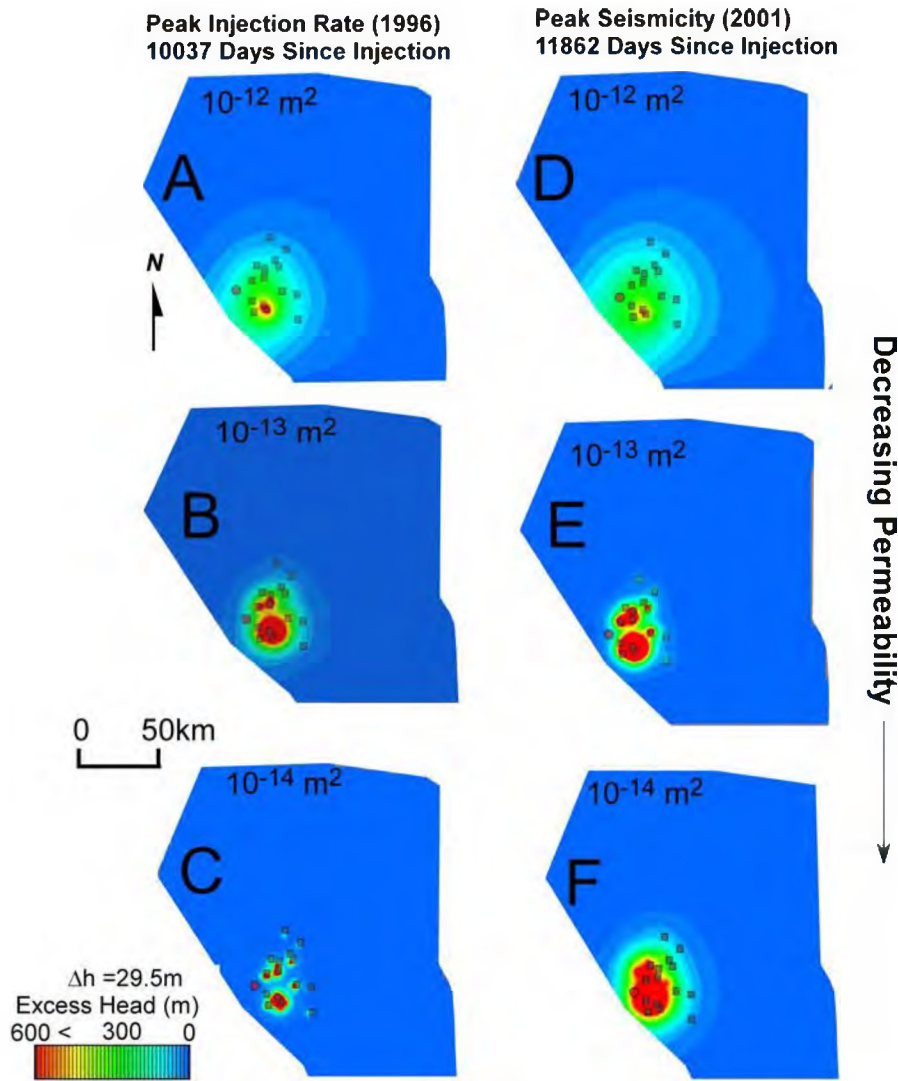 Peak Injection Rate (1996)
10037 Days Since Injection
Peak Seismicity (2001)
11862 Days Since Injection
10-12 m2
A
N
10-12 m2
D
10-13 m2
B
10-13 m2
E
Decreasing Permeability
0 50km
10-14 m2
C
10-14 m2
F
Δh =29.5m
Excess Head (m)
600 < 300 0